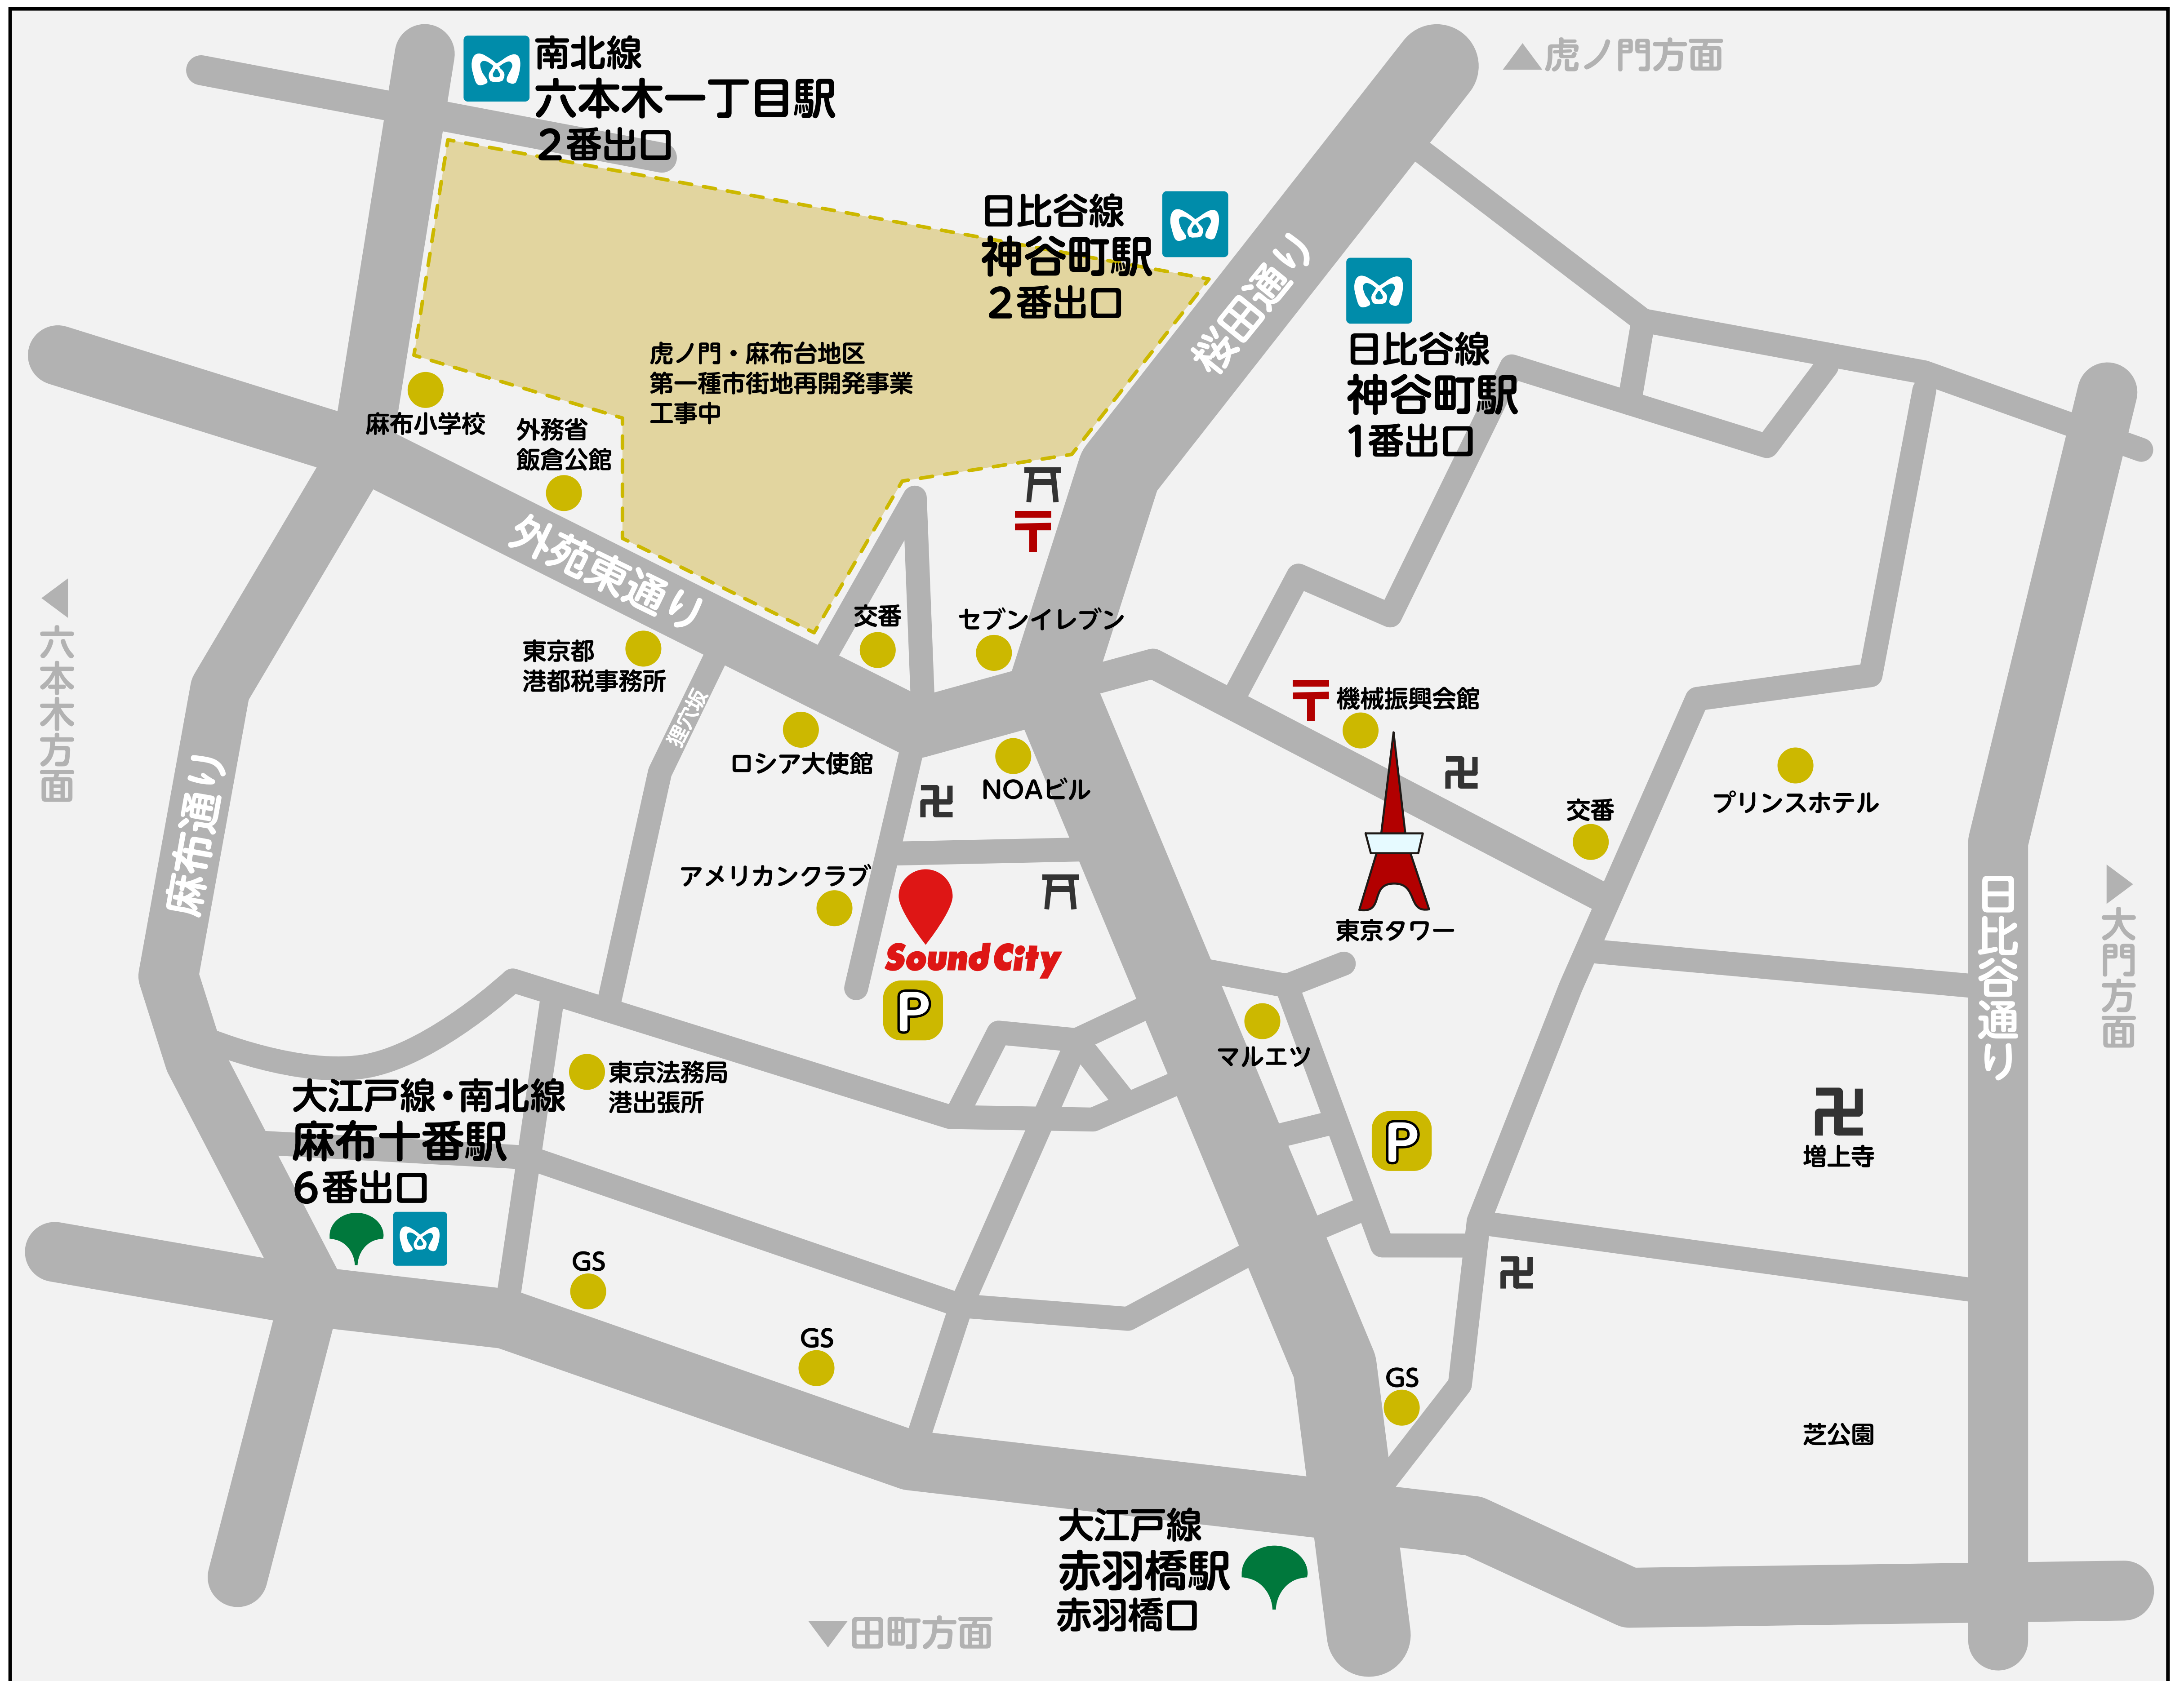 南北線
六本木一丁目駅
2番出口
▲虎ノ門方面
日比谷線
神谷町駅
2番出口
桜田通り
日比谷線
神谷町駅
1番出口
虎ノ門・麻布台地区
第一種市街地再開発事業
工事中
麻布小学校
外務省
飯倉公館
外苑東通り
〒
交番
セブンイレブン
東京都
港都税事務所
狸穴坂
◀六本木方面
〒機械振興会館
ロシア大使館
NOAビル
卍
卍
プリンスホテル
交番
麻布通り
アメリカンクラブ
Sound City
P
東京タワー
日比谷通り
▶大門方面
マルエツ
東京法務局
港出張所
大江戸線・南北線
麻布十番駅
6番出口
P
卍
増上寺
卍
GS
GS
GS
芝公園
大江戸線
赤羽橋駅
赤羽橋口
▼田町方面